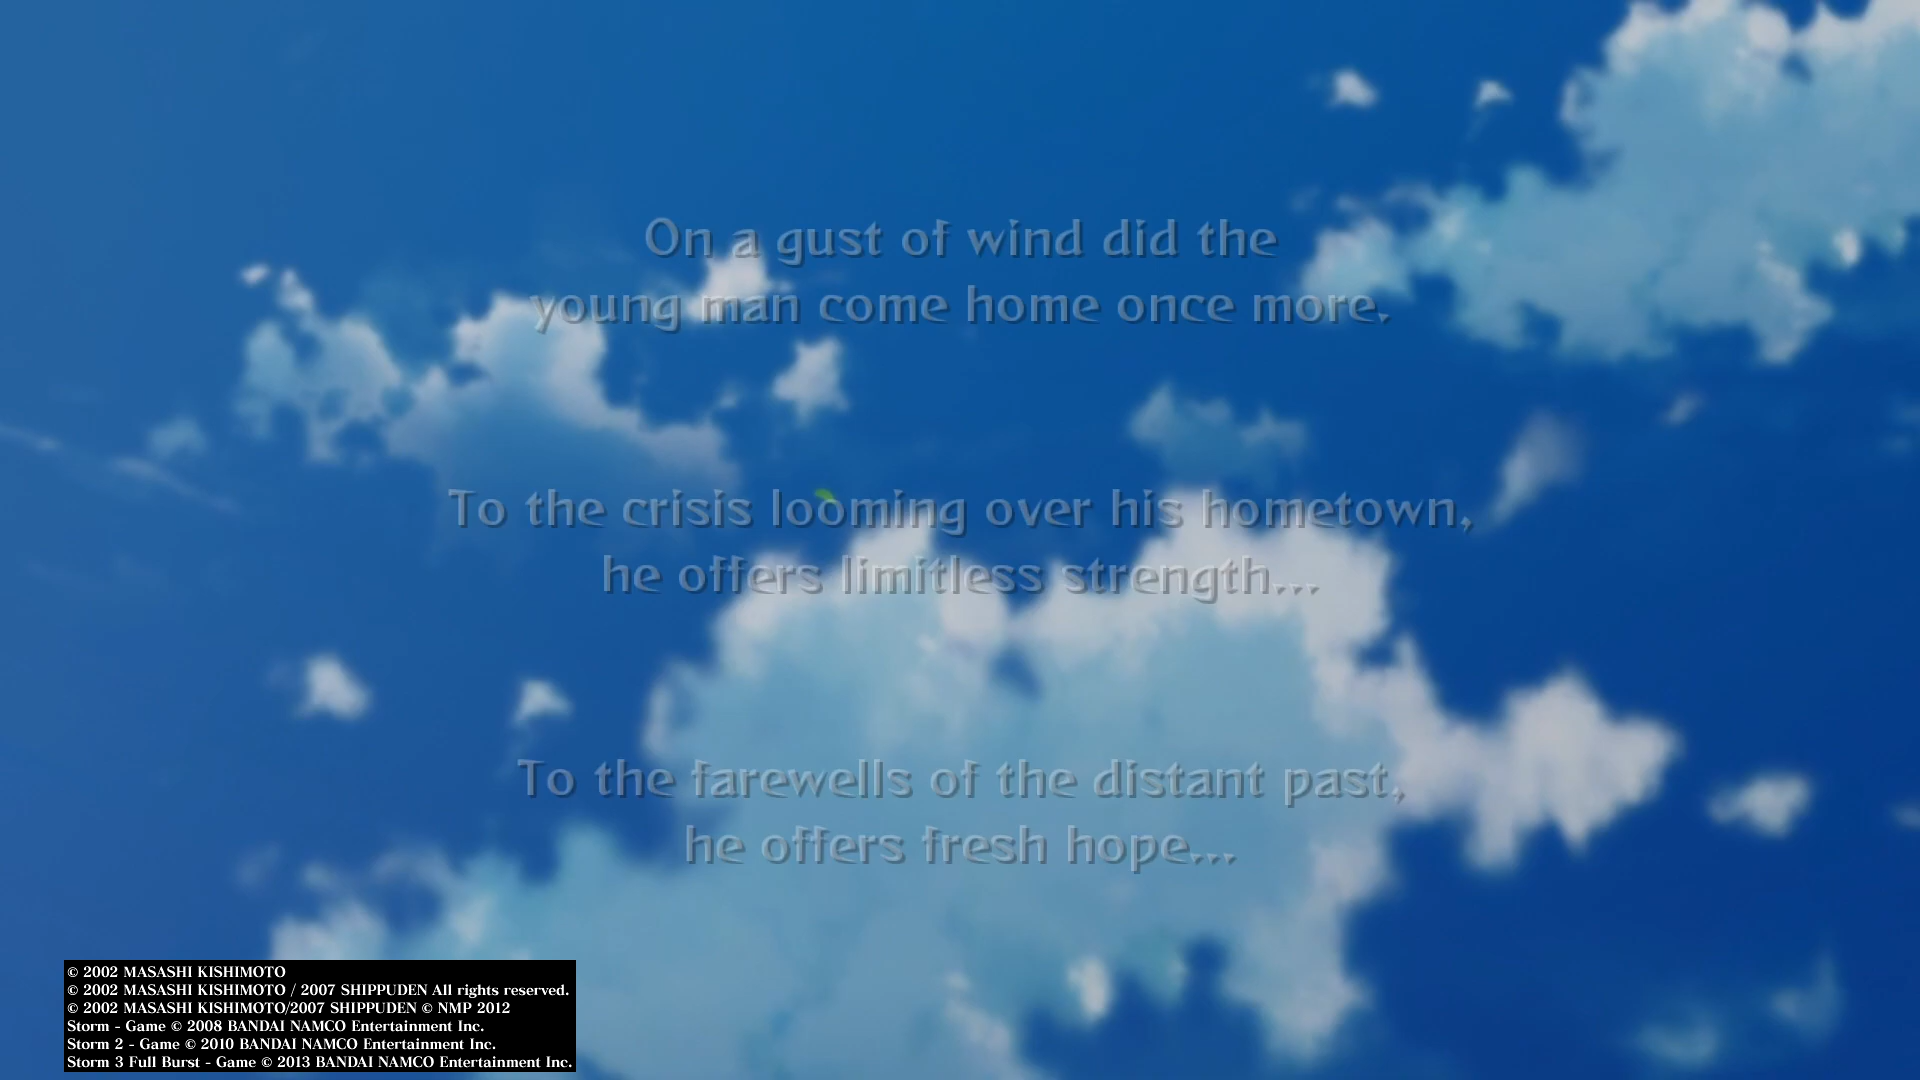 On a gust of wind did the
young man come home once more.
To the crisis looming over his hometown,
he offers limitless strength...
To the farewells of the distant past,
he offers fresh hope...
© 2002 MASASHI KISHIMOTO
© 2002 MASASHI KISHIMOTO / 2007 SHIPPUDEN All rights reserved.
© 2002 MASASHI KISHIMOTO/2007 SHIPPUDEN © NMP 2012
Storm - Game © 2008 BANDAI NAMCO Entertainment Inc.
Storm 2 - Game © 2010 BANDAI NAMCO Entertainment Inc.
Storm 3 Full Burst - Game © 2013 BANDAI NAMCO Entertainment Inc.